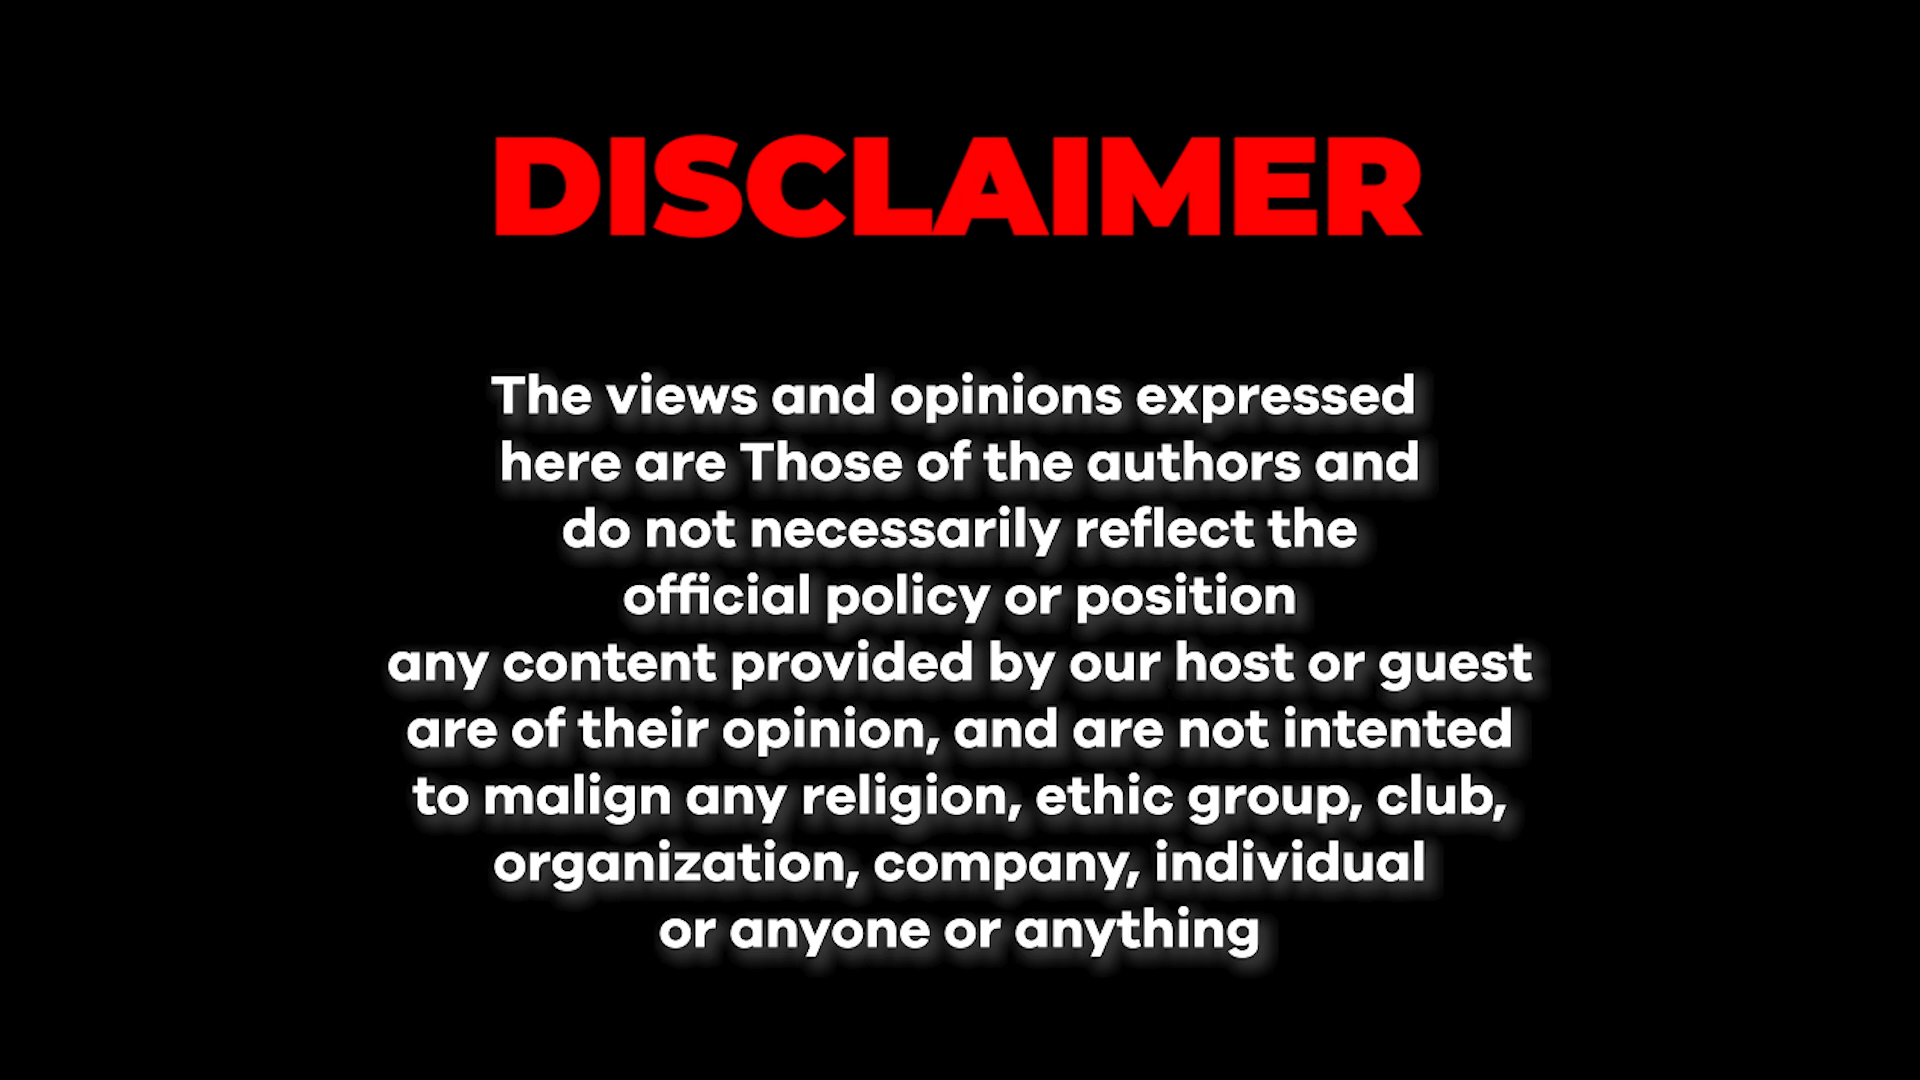 DISCLAIMER
The views and opinions expressed
here are Those of the authors and
do not necessarily reflect the
official policy or position
any content provided by our host or guest
are of their opinion, and are not intented
to malign any religion, ethic group, club,
organization, company, individual
or anyone or anything